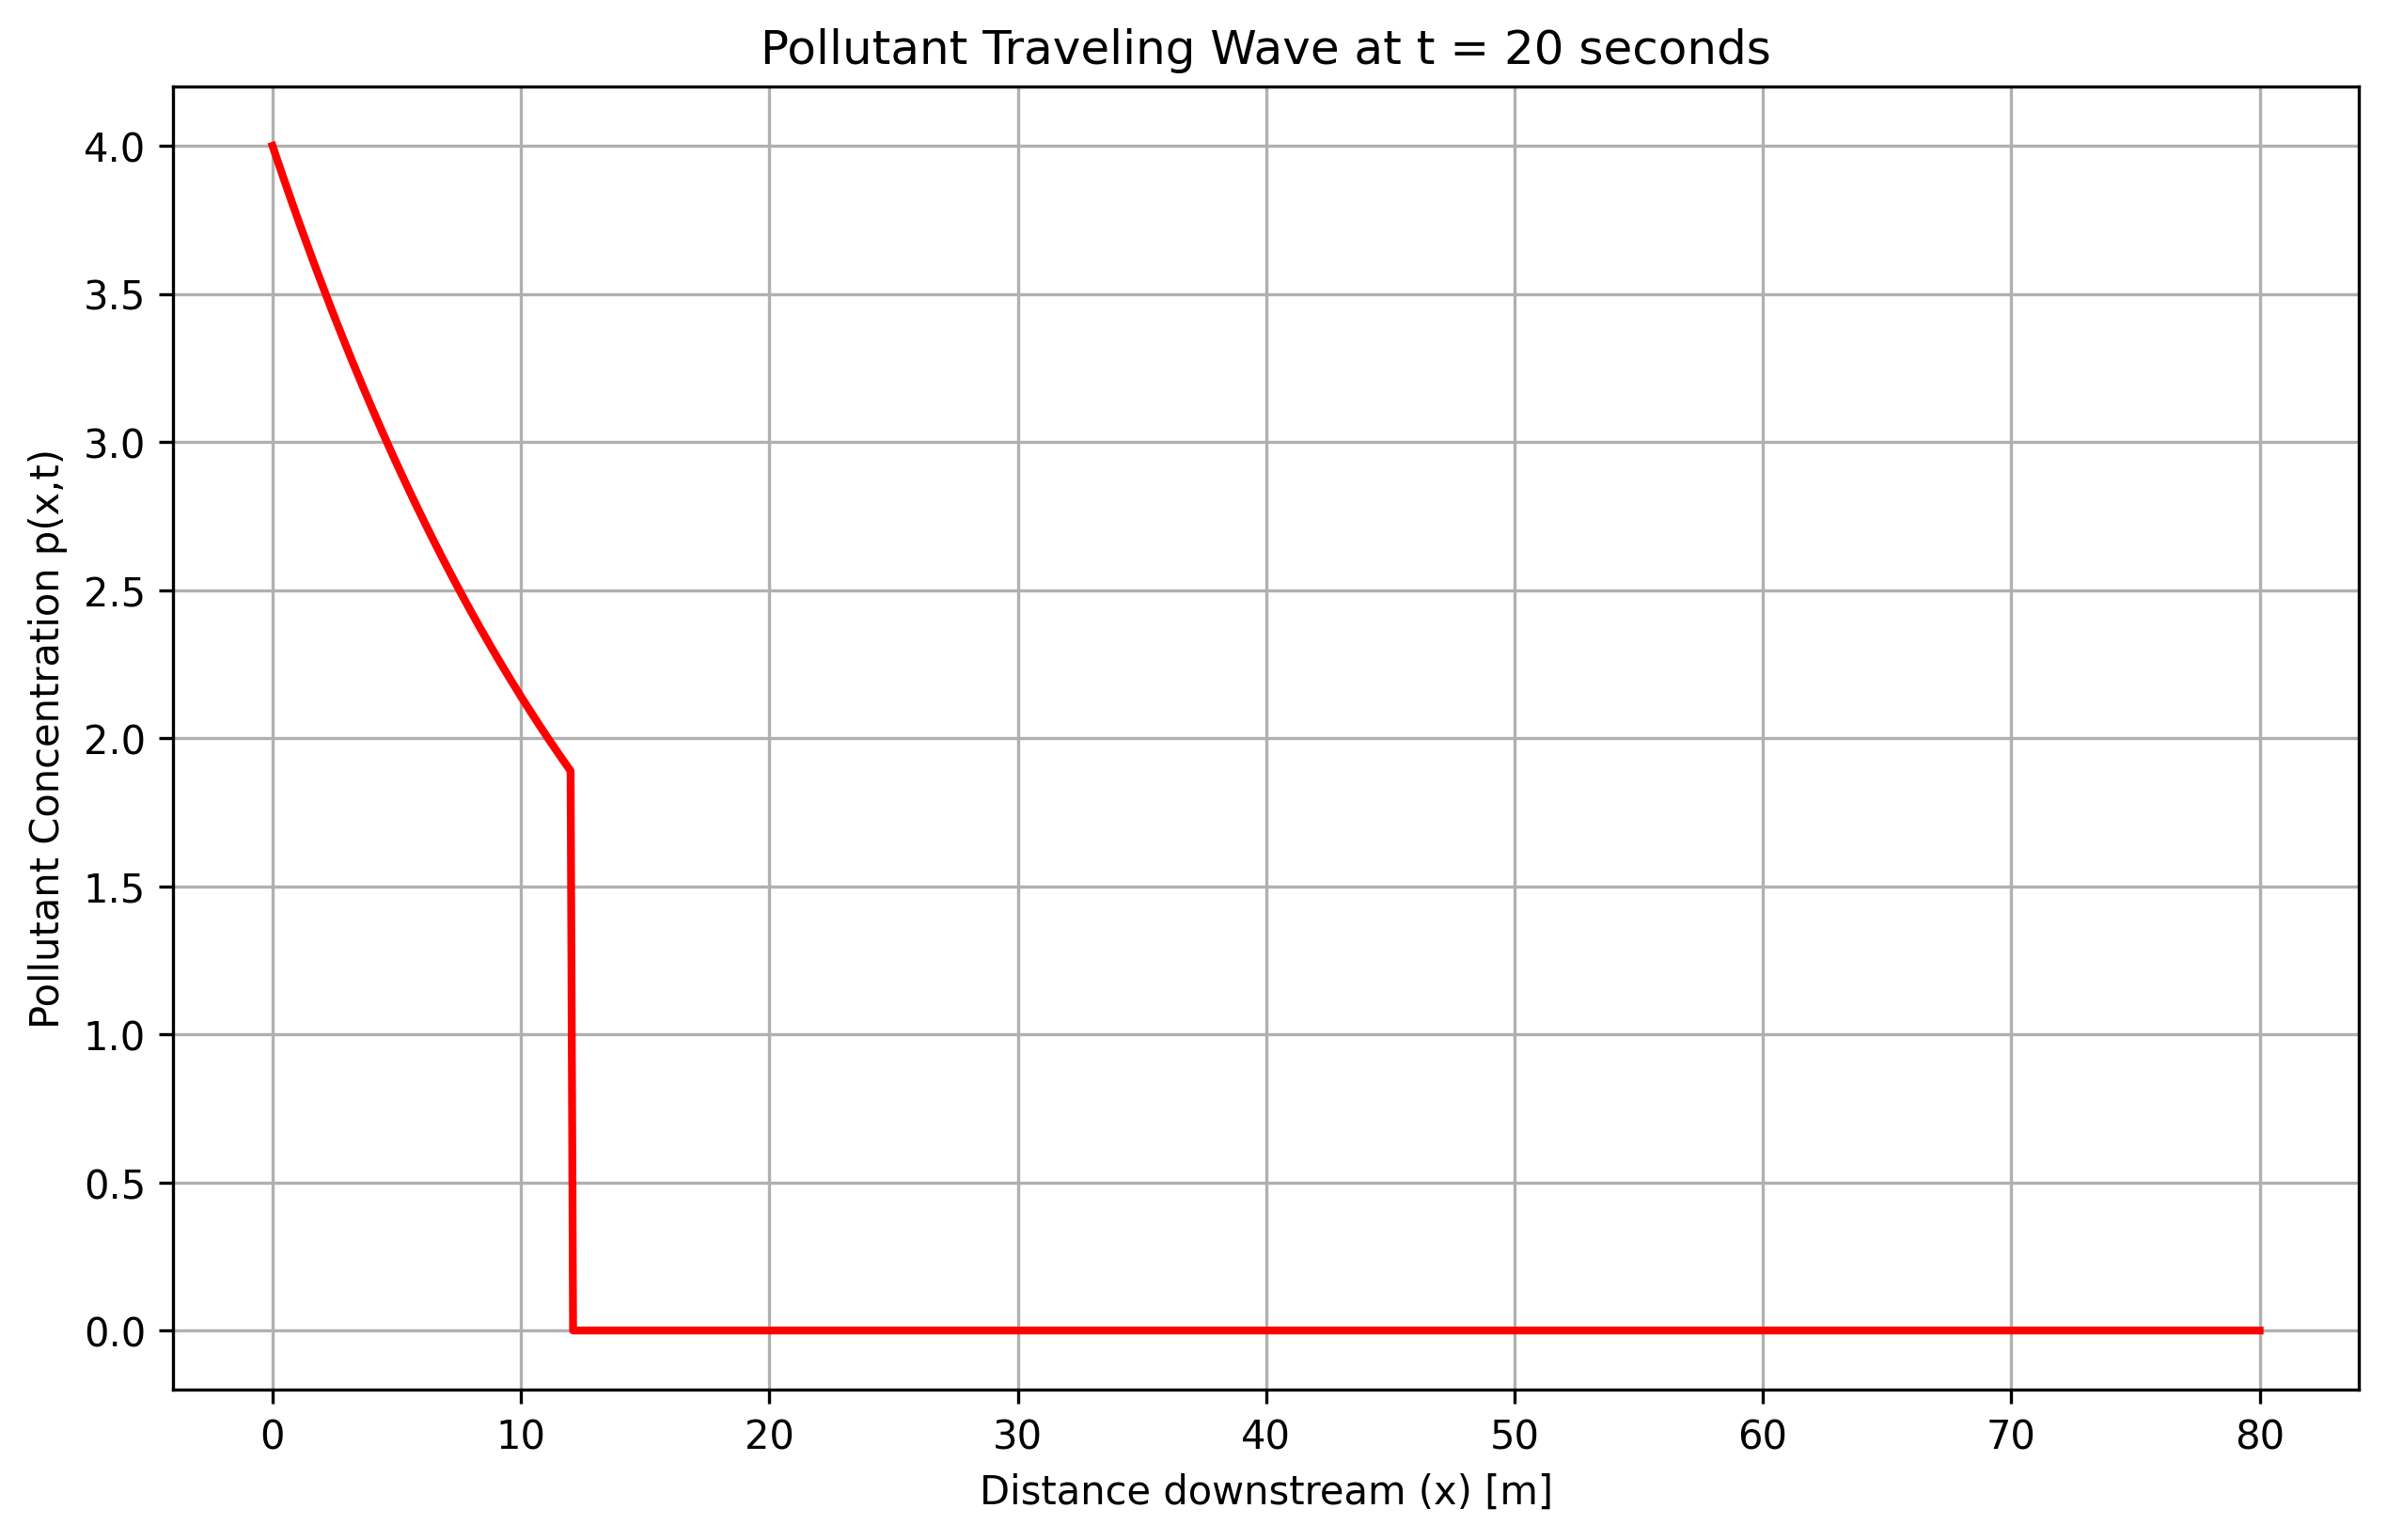 Pollutant Traveling Wave at t = 20 seconds
Pollutant Concentration p(x,t)
4.0
3.5
3.0
2.5
2.0
1.5
1.0
0.5
0.0
0 10 20 30 40 50 60 70 80
Distance downstream (x) [m]